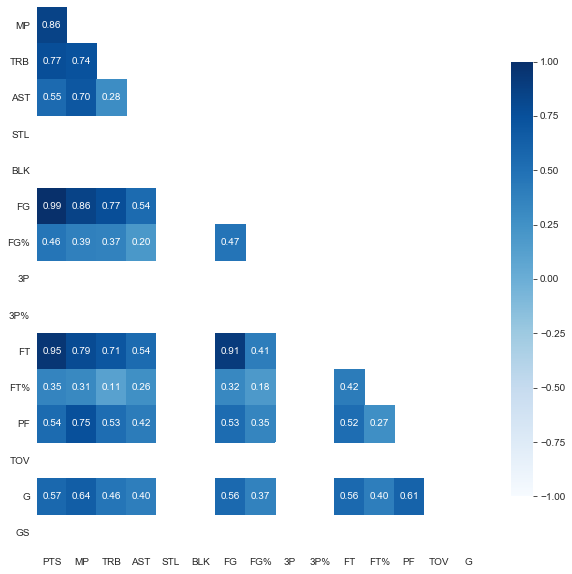 MP 0.86
TRB 0.77 0.74
AST 0.55 0.70 0.28
STL
BLK
FG 0.99 0.86 0.77 0.54
FG% 0.46 0.39 0.37 0.20 0.47
3P
3P%
FT 0.95 0.79 0.71 0.54 0.91 0.41
FT% 0.35 0.31 0.11 0.26 0.32 0.18 0.42
PF 0.54 0.75 0.53 0.42 0.53 0.35 0.52 0.27
TOV
G 0.57 0.64 0.46 0.40 0.56 0.37 0.56 0.40 0.61
GS
PTS MP TRB AST STL BLK FG FG% 3P 3P% FT FT% PF TOV G
1.00
0.75
0.50
0.25
0.00
−0.25
−0.50
−0.75
−1.00